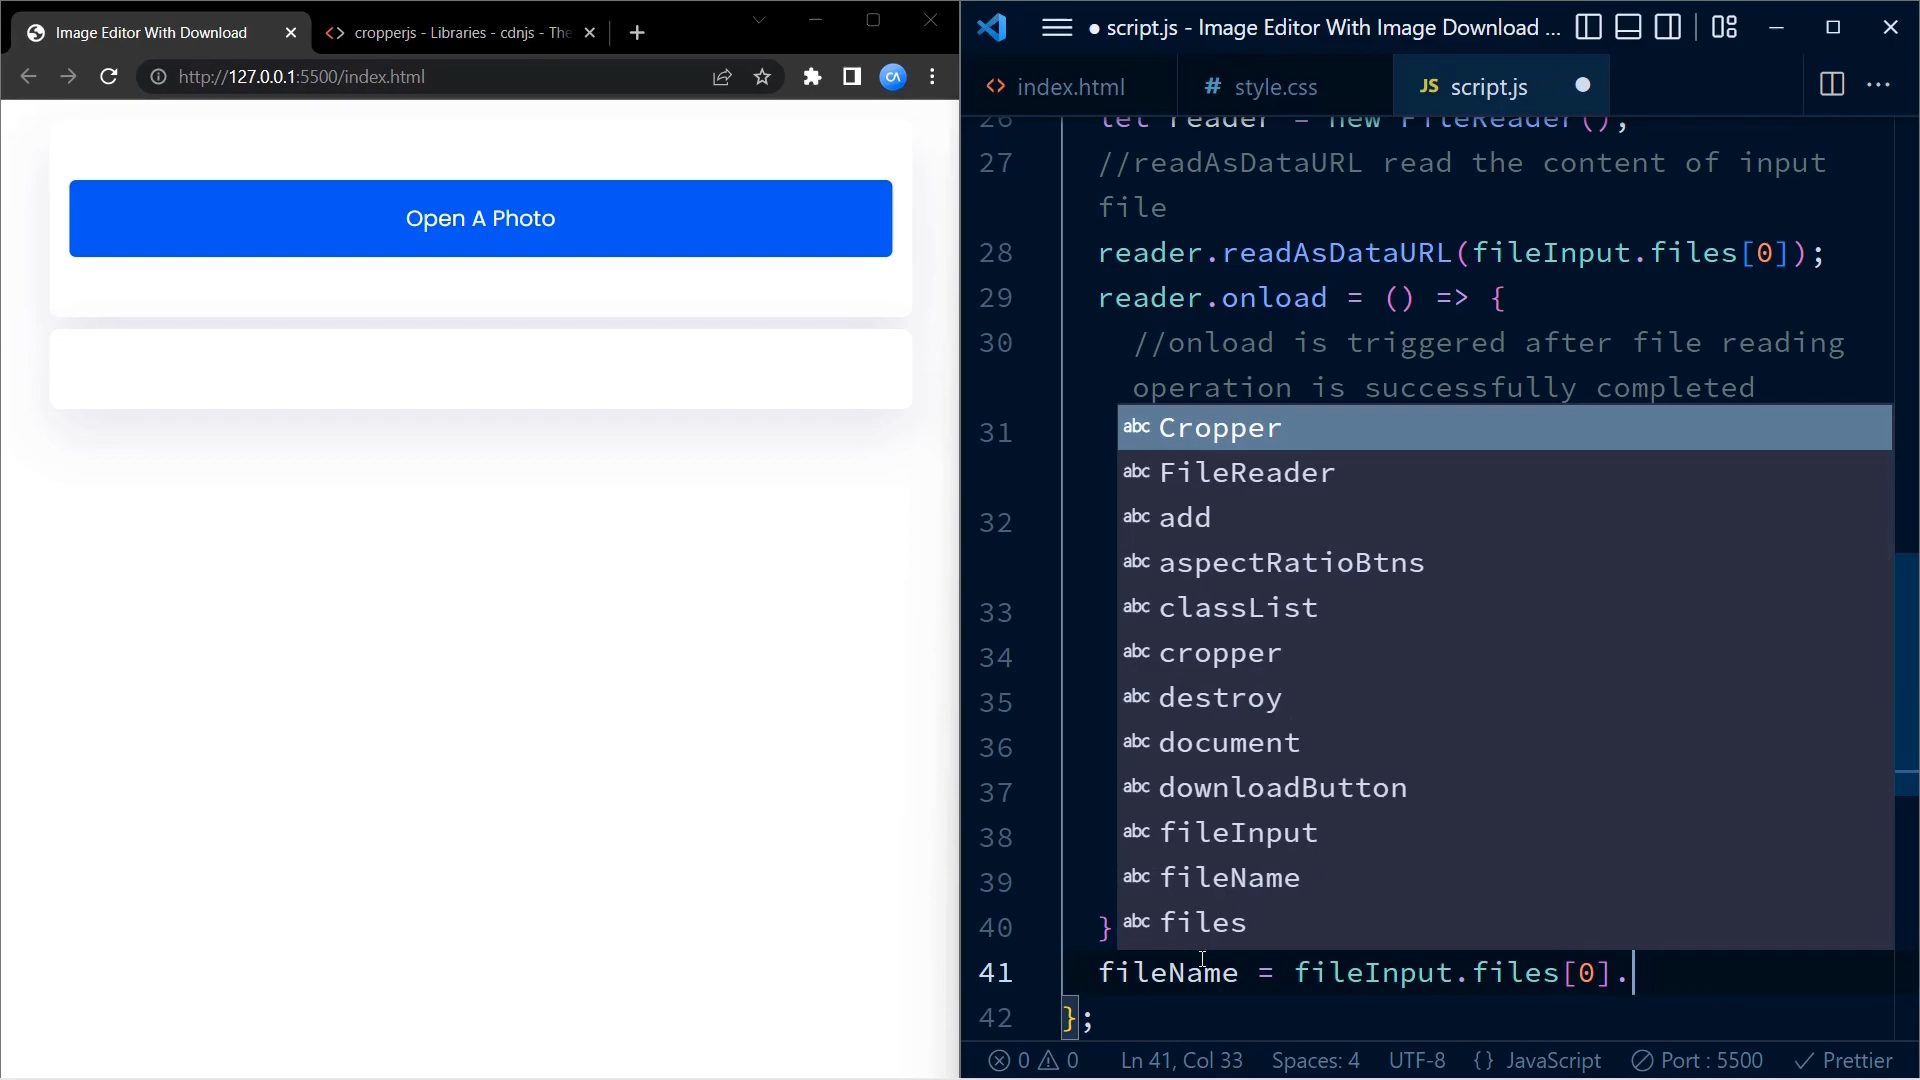 Image Editor With Download
cropperjs - Libraries - cdnjs - The
http://127.0.0.1:5500/index.html
CA
Open A Photo
● script.js - Image Editor With Image Download ...
index.html
# style.css
JS script.js
26 let reader = new FileReader();
27 //readAsDataURL read the content of input
file
28 reader.readAsDataURL(fileInput.files[0]);
29 reader.onload = () => {
30 //onload is triggered after file reading
operation is successfully completed
31
32
33
34
35
36
37
38
39
40 }
abc Cropper
abc FileReader
abc add
abc aspectRatioBtns
abc classList
abc cropper
abc destroy
abc document
abc downloadButton
abc fileInput
abc fileName
abc files
41 fileName = fileInput.files[0].
42 };
0 0 Ln 41, Col 33 Spaces: 4 UTF-8 {} JavaScript Port : 5500 Prettier